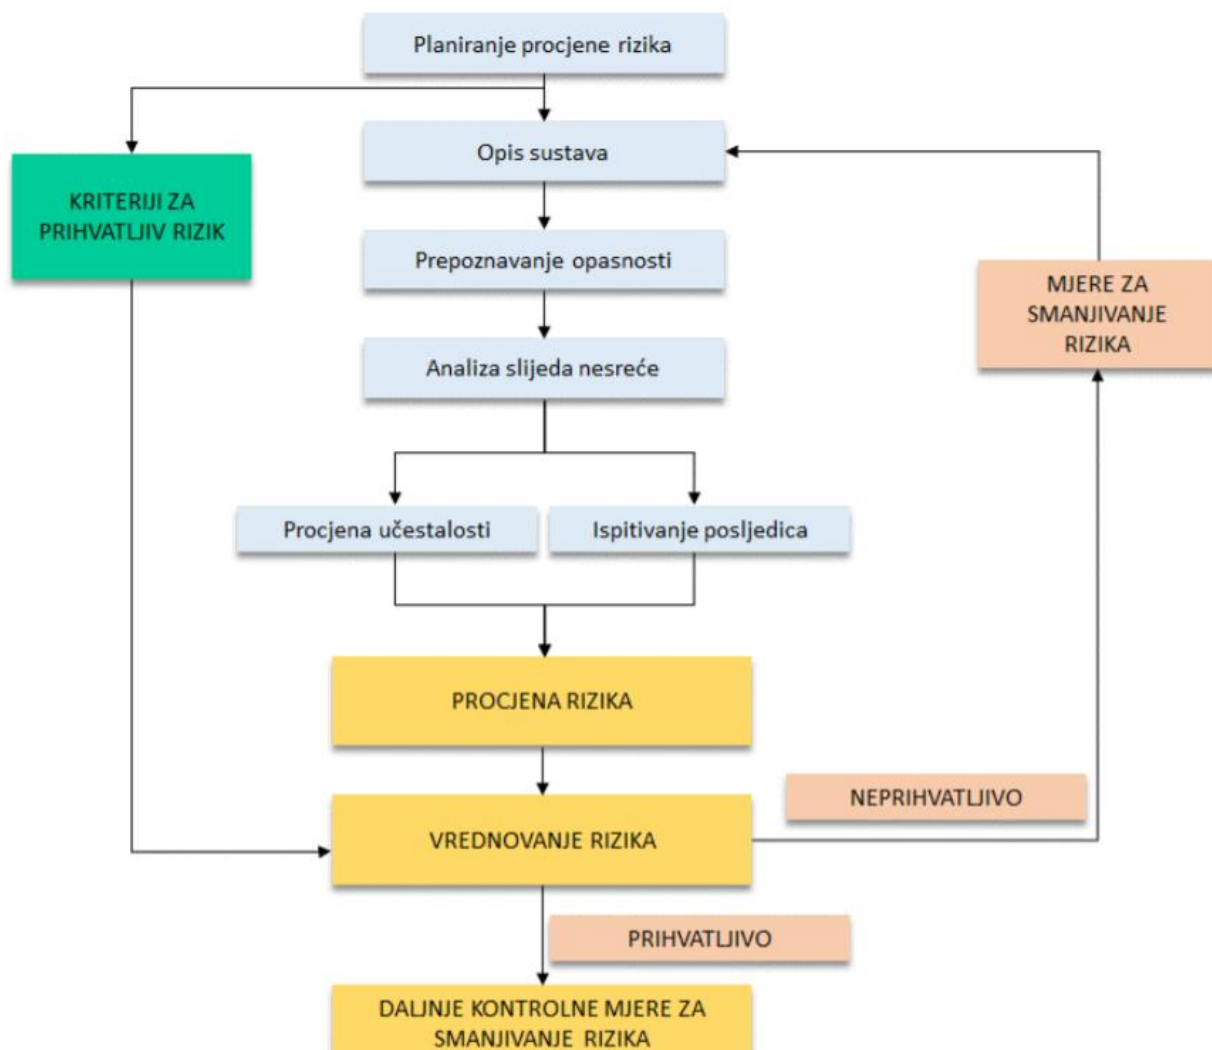 Planiranje procjene rizika
Opis sustava
KRITERIJI ZA
PRIHVATLJIV RIZIK
Prepoznavanje opasnosti
MJERE ZA
SMANJIVANJE
RIZIKA
Analiza slijeda nesreće
Procjena učestalosti
Ispitivanje posljedica
PROCJENA RIZIKA
NEPRIHVATLJIVO
VREDNOVANJE RIZIKA
PRIHVATLJIVO
DALJNJE KONTROLNE MJERE ZA
SMANJIVANJE RIZIKA